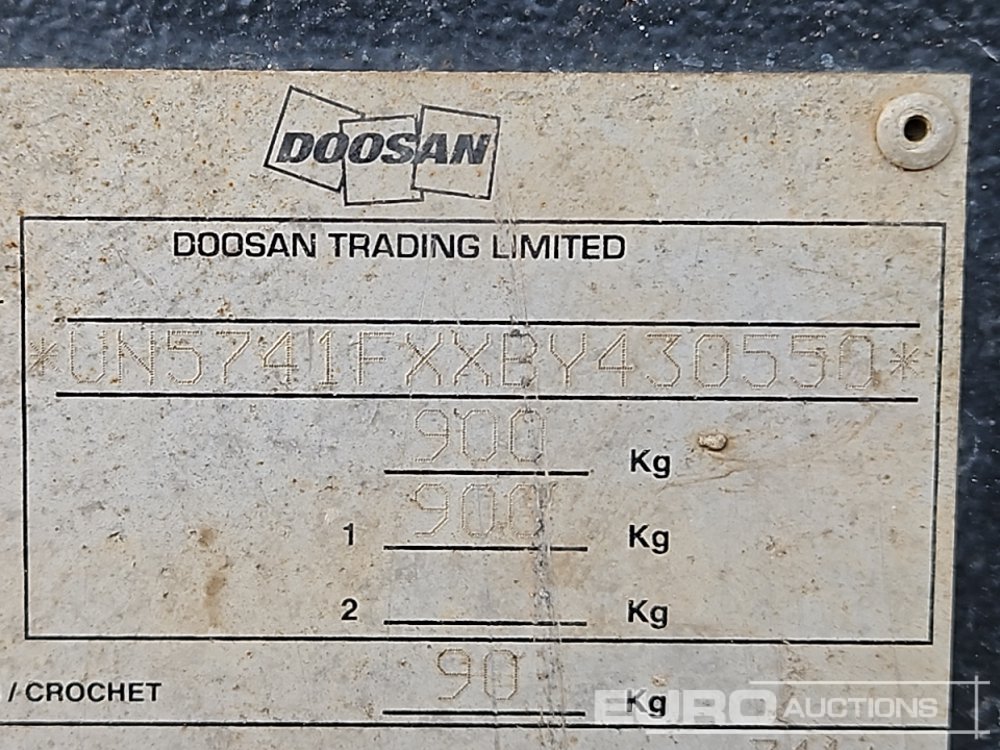 DOOSAN
DOOSAN TRADING LIMITED
*UN5741FXXBY430550*
900 Kg
1 900 Kg
2 Kg
/ CROCHET 90 Kg
EURO AUCTIONS